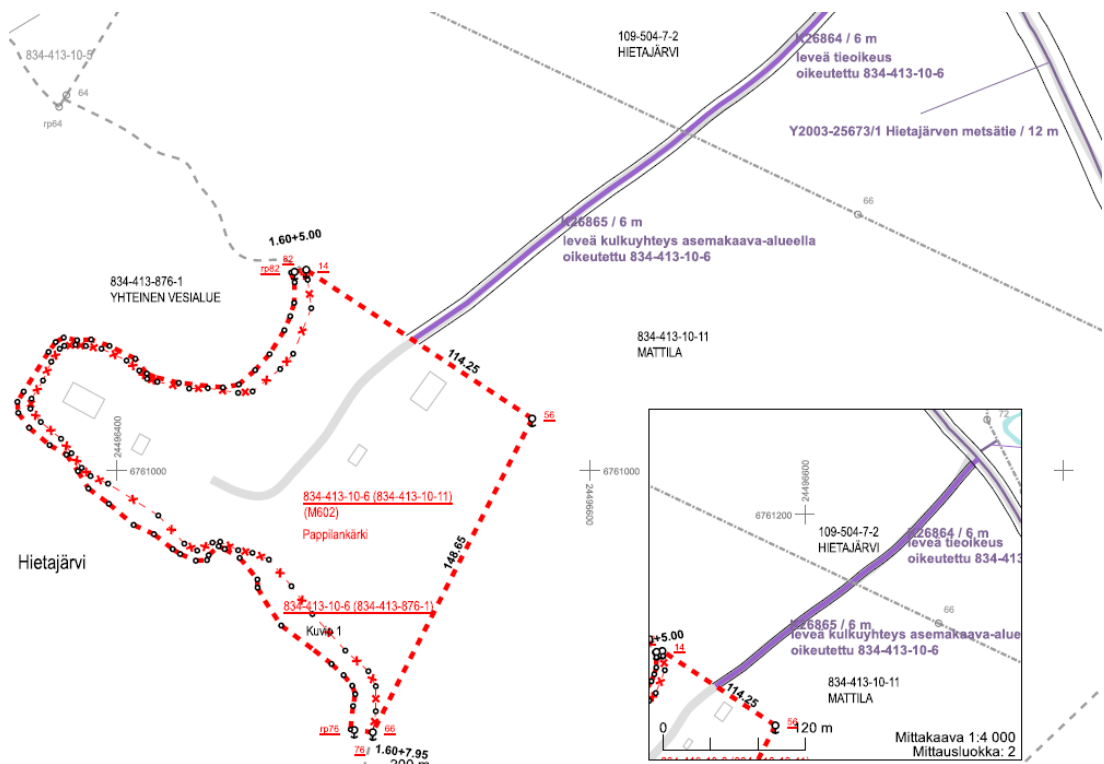 109-504-7-2
HIETAJÄRVI
K26864 / 6 m
leveä tieoikeus
oikeutettu 834-413-10-6
834-413-10-5
64
rp64
Y2003-25673/1 Hietajärven metsätie / 12 m
66
K26865 / 6 m
leveä kulkuyhteys asemakaava-alueella
oikeutettu 834-413-10-6
1.60+5.00
82
rp82
14
834-413-876-1
YHTEINEN VESIALUE
834-413-10-11
MATTILA
114.25
56
24496400
6761000
6761000
24496600
834-413-10-6 (834-413-10-11)
(M602)
Pappilankärki
148.65
Hietajärvi
834-413-10-6 (834-413-876-1)
Kuvio 1
rp76
66
76
1.60+7.95
200 m
72
24496600
6761200
109-504-7-2
HIETAJÄRVI
K26864 / 6 m
leveä tieoikeus
oikeutettu 834-413
66
K26865 / 6 m
leveä kulkuyhteys asemakaava-alue
oikeutettu 834-413-10-6
+5.00
14
834-413-10-11
MATTILA
114.25
56
0
120 m
Mittakaava 1:4 000
Mittausluokka: 2